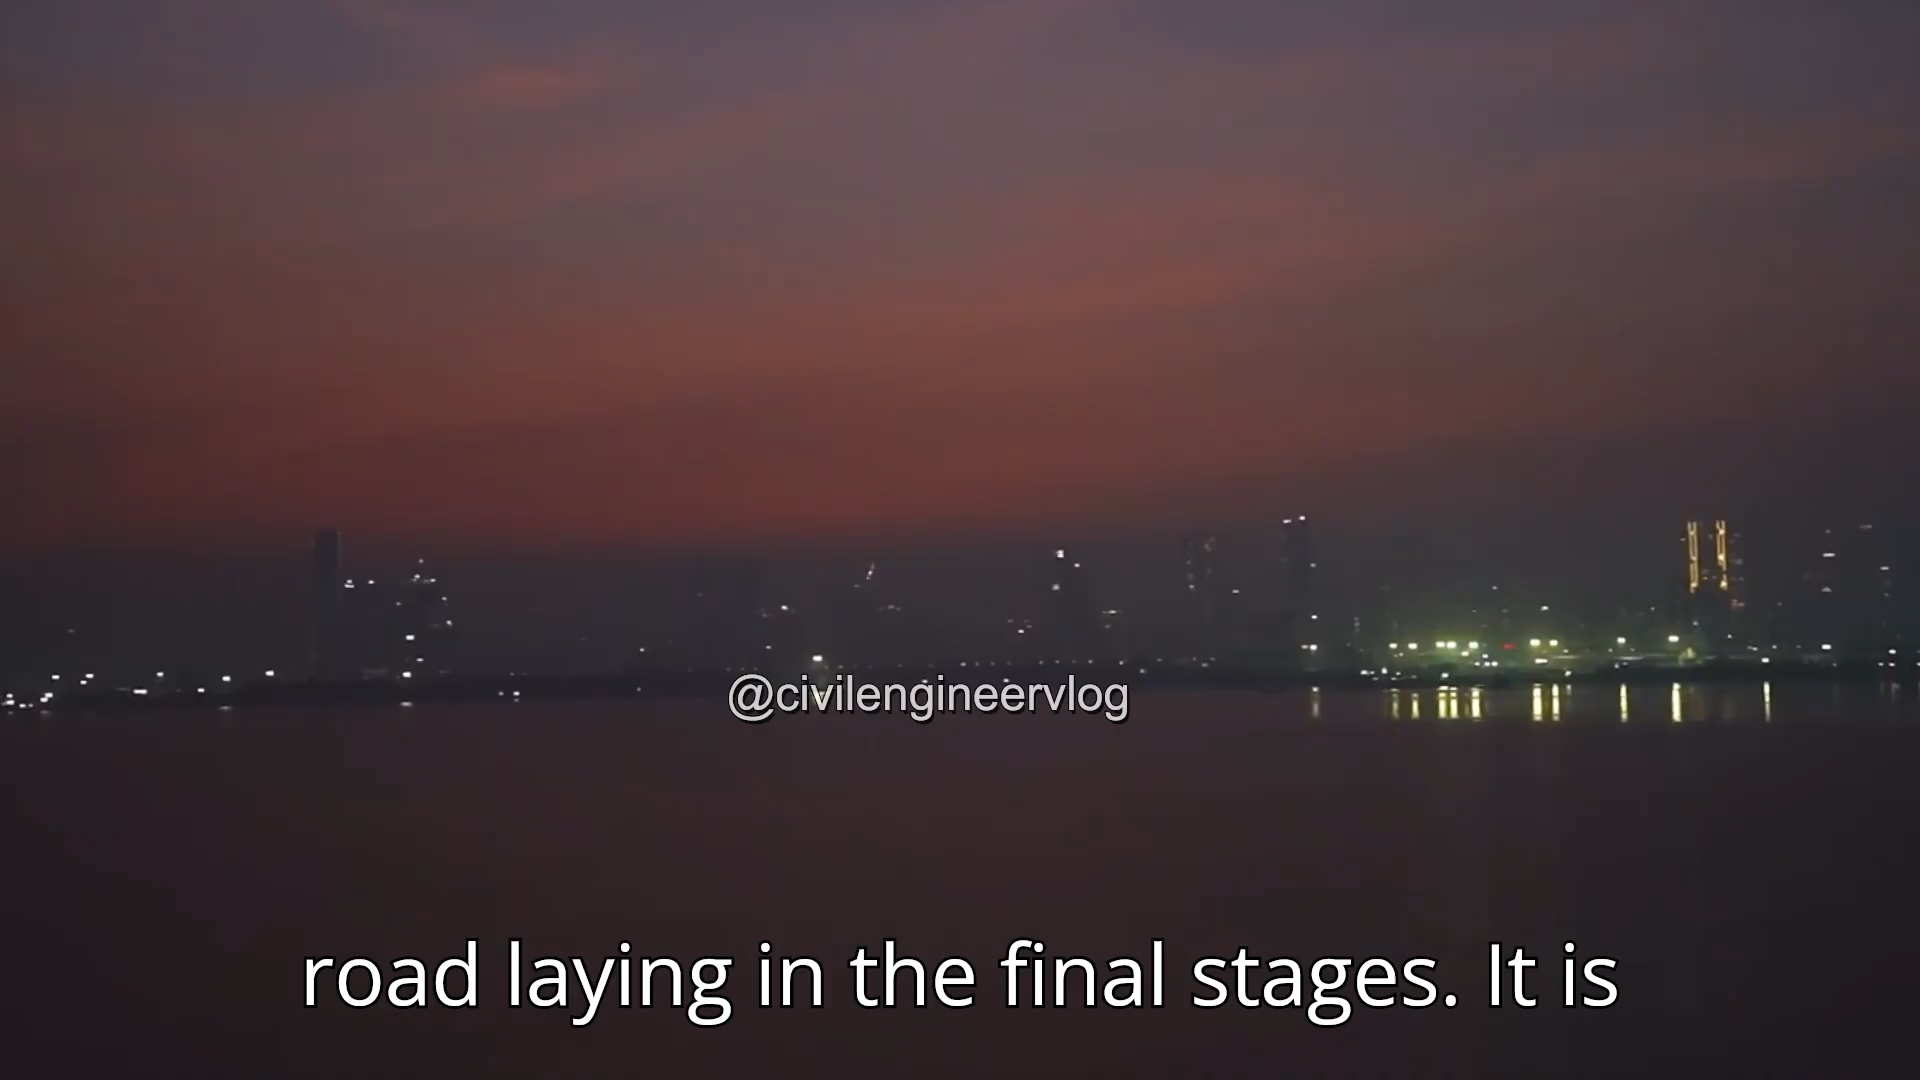 @civilengineervlog
road laying in the final stages. It is